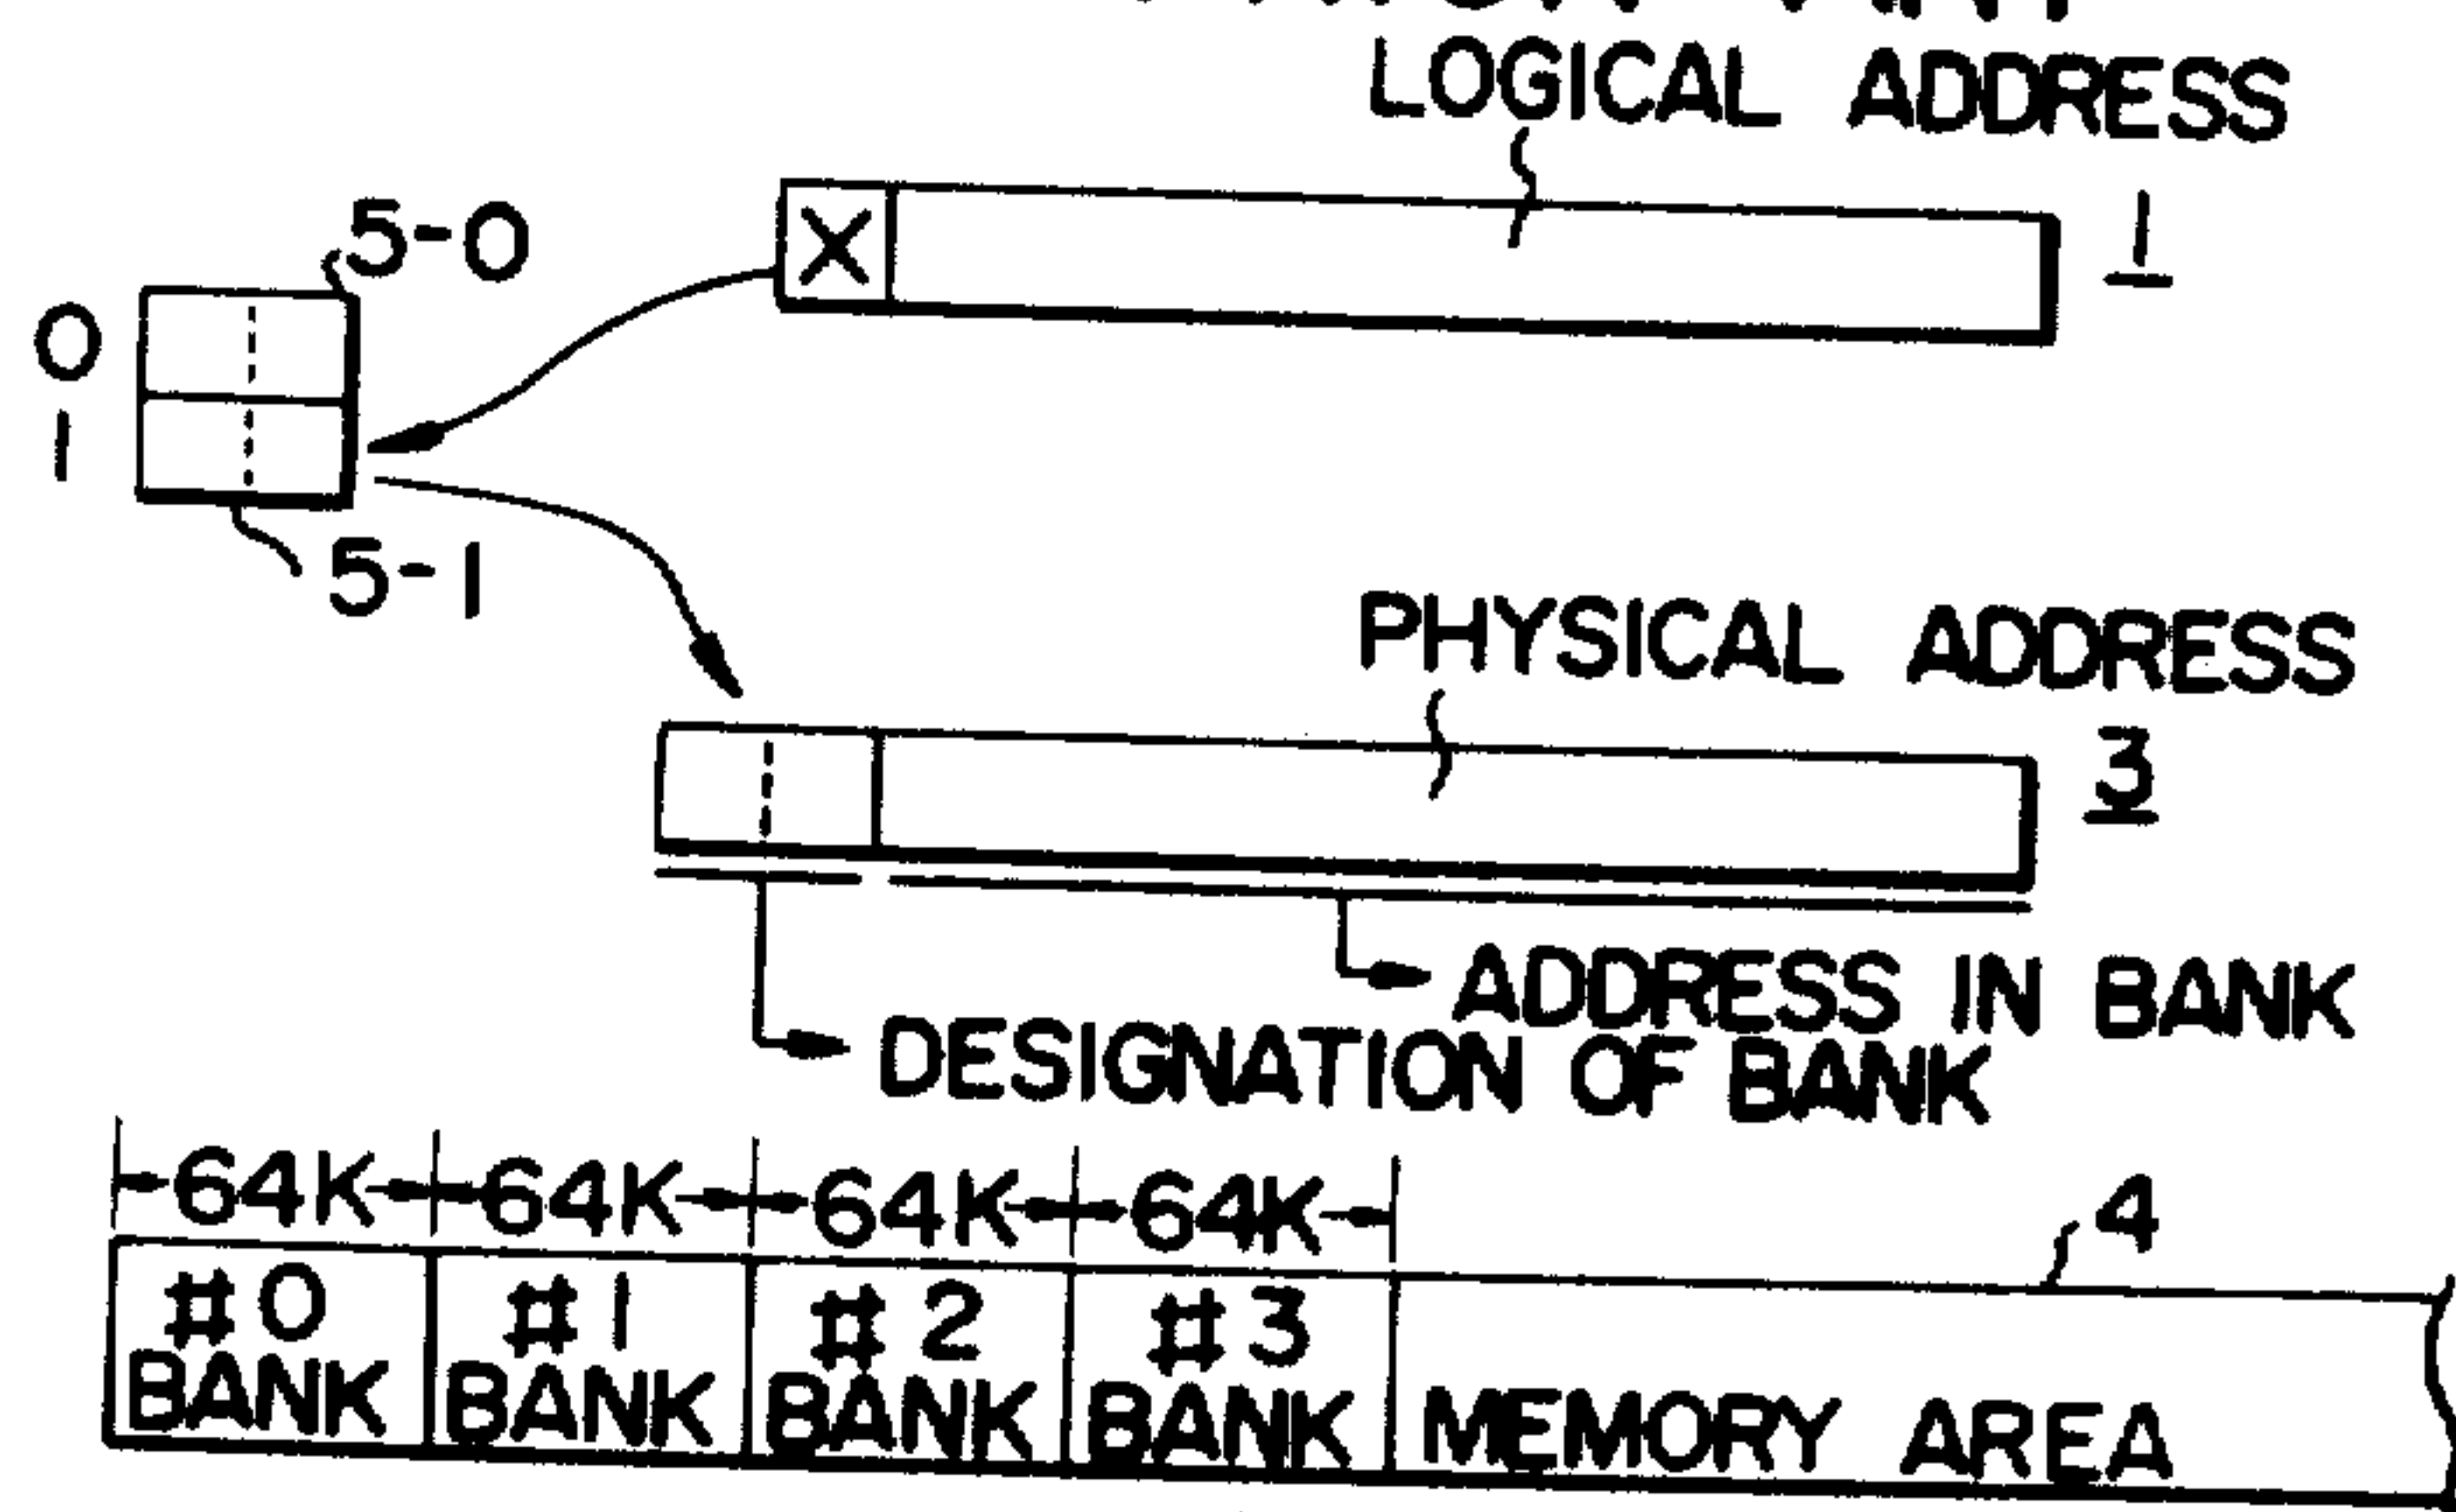 LOGICAL ADDRESS
5-0
X
1
0
1
5-1
PHYSICAL ADDRESS
3
ADDRESS IN BANK
DESIGNATION OF BANK
64K 64K 64K 64K
4
#0 #1 #2 #3
BANK BANK BANK BANK MEMORY AREA